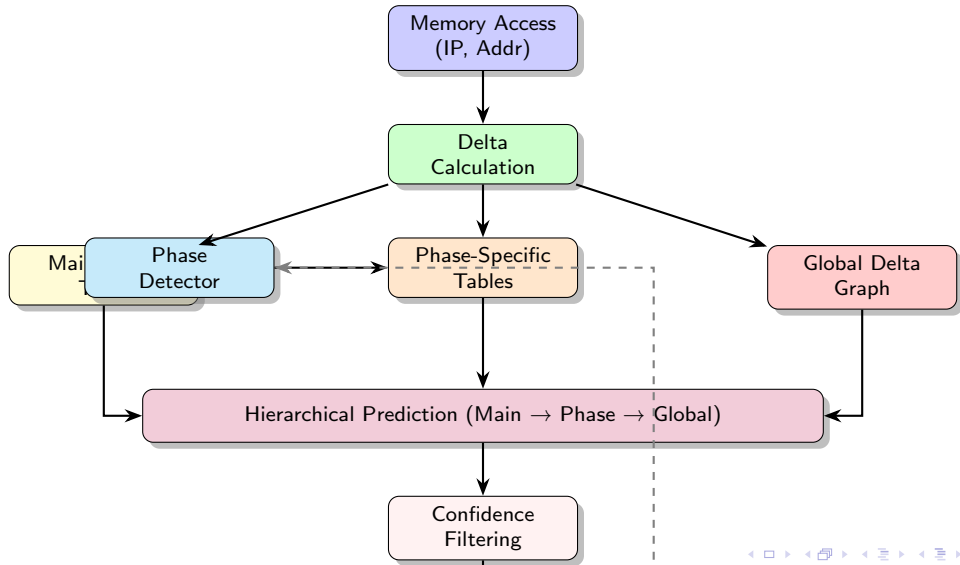 Memory Access
(IP, Addr)
Delta
Calculation
Phase
Detector
Phase-Specific
Tables
Global Delta
Graph
Hierarchical Prediction (Main → Phase → Global)
Confidence
Filtering